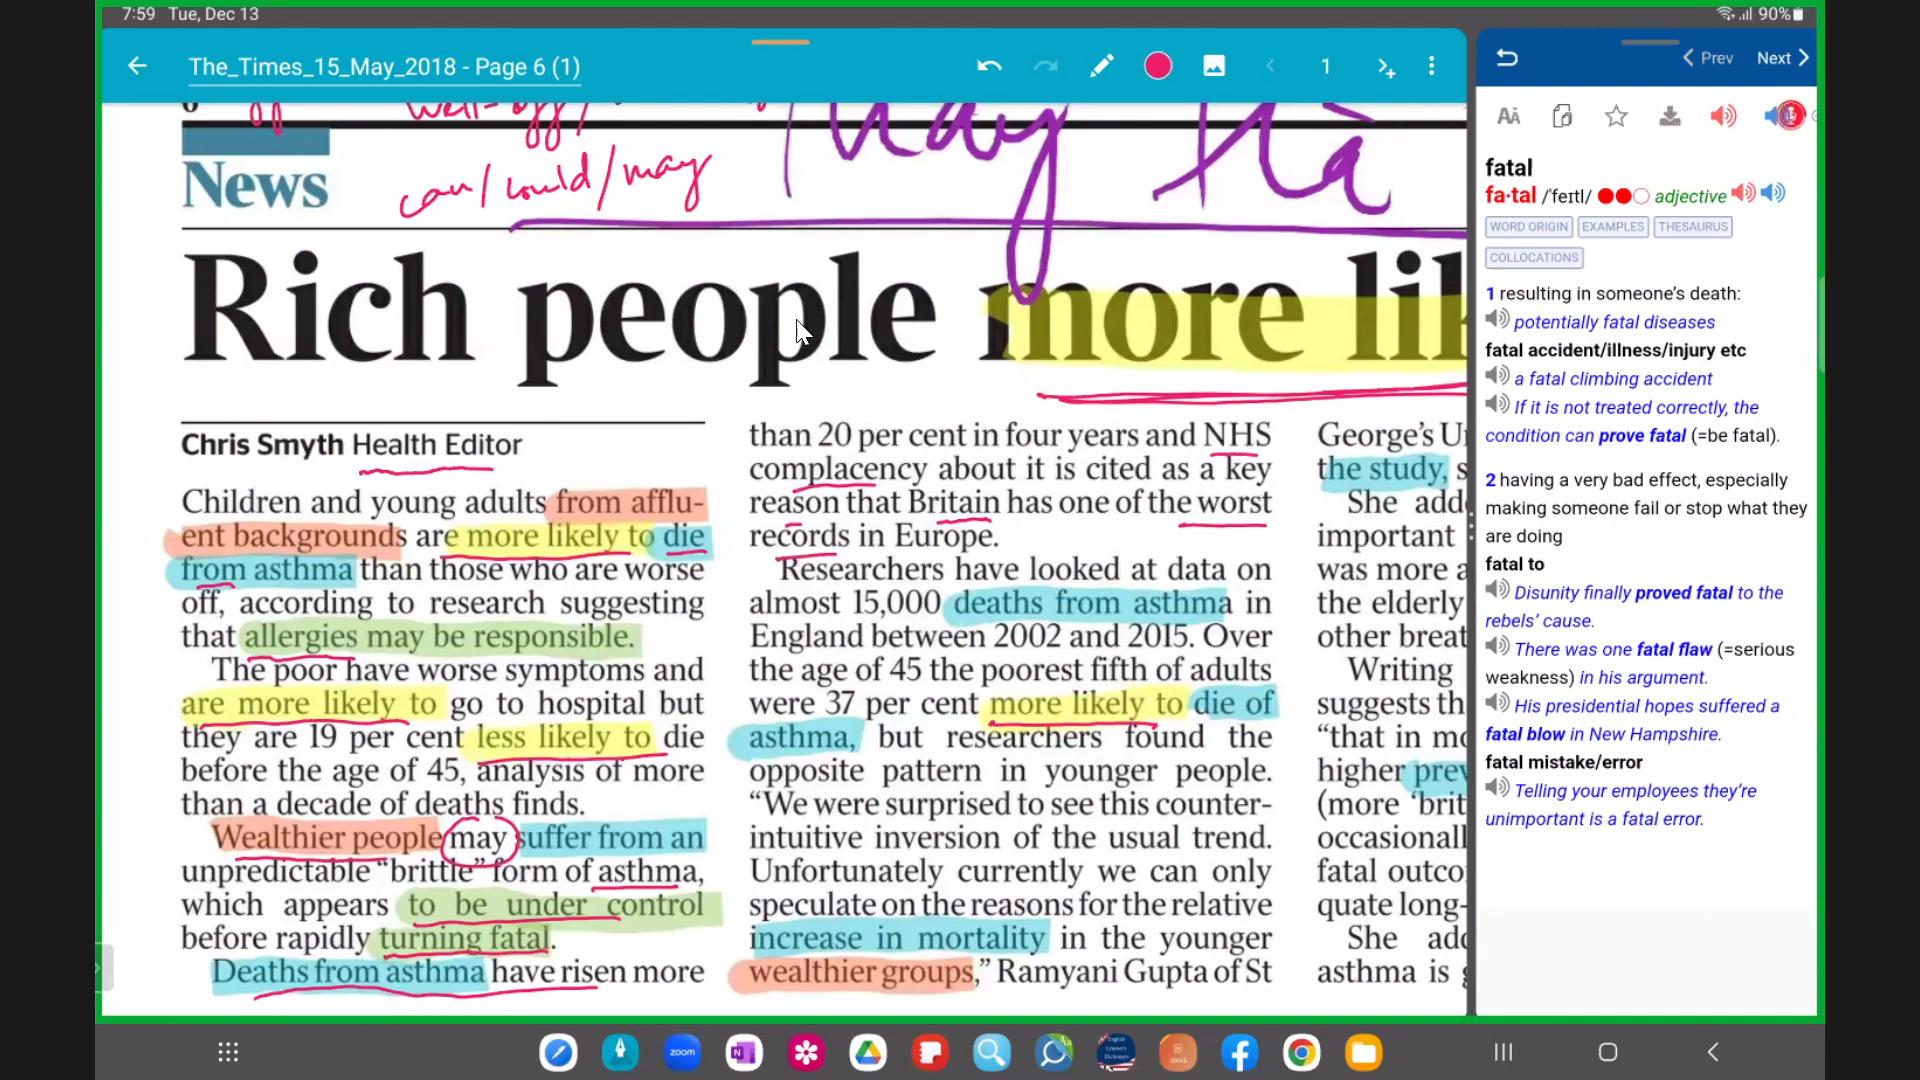 7:59 Tue, Dec 13
90%
The_Times_15_May_2018 - Page 6 (1)
1
well-off/
can/could/may
may
News
Rich people more lik
Chris Smyth Health Editor
Children and young adults from afflu-
ent backgrounds are more likely to die
from asthma than those who are worse
off, according to research suggesting
that allergies may be responsible.
The poor have worse symptoms and
are more likely to go to hospital but
they are 19 per cent less likely to die
before the age of 45, analysis of more
than a decade of deaths finds.
Wealthier people may suffer from an
unpredictable “brittle” form of asthma,
which appears to be under control
before rapidly turning fatal.
Deaths from asthma have risen more
than 20 per cent in four years and NHS
complacency about it is cited as a key
reason that Britain has one of the worst
records in Europe.
Researchers have looked at data on
almost 15,000 deaths from asthma in
England between 2002 and 2015. Over
the age of 45 the poorest fifth of adults
were 37 per cent more likely to die of
asthma, but researchers found the
opposite pattern in younger people.
“We were surprised to see this counter-
intuitive inversion of the usual trend.
Unfortunately currently we can only
speculate on the reasons for the relative
increase in mortality in the younger
wealthier groups,” Ramyani Gupta of St
George’s U
the study, s
She add
important
was more a
the elderly
other breat
Writing
suggests th
“that in mo
higher prev
(more ‘brit
occasionall
fatal outco
quate long-
She add
asthma is g
Prev Next
fatal
fa·tal /ˈfeɪtl/ adjective
WORD ORIGIN EXAMPLES THESAURUS
COLLOCATIONS
1 resulting in someone’s death:
potentially fatal diseases
fatal accident/illness/injury etc
a fatal climbing accident
If it is not treated correctly, the
condition can prove fatal (=be fatal).
2 having a very bad effect, especially
making someone fail or stop what they
are doing
fatal to
Disunity finally proved fatal to the
rebels’ cause.
There was one fatal flaw (=serious
weakness) in his argument.
His presidential hopes suffered a
fatal blow in New Hampshire.
fatal mistake/error
Telling your employees they’re
unimportant is a fatal error.
zoom